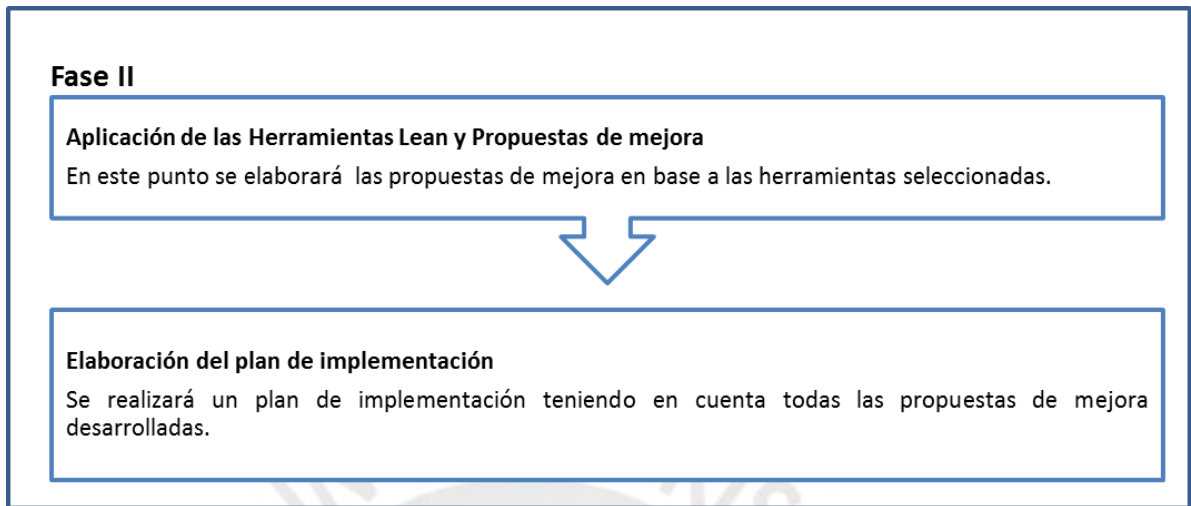 Fase II
Aplicación de las Herramientas Lean y Propuestas de mejora
En este punto se elaborará las propuestas de mejora en base a las herramientas seleccionadas.
Elaboración del plan de implementación
Se realizará un plan de implementación teniendo en cuenta todas las propuestas de mejora
desarrolladas.